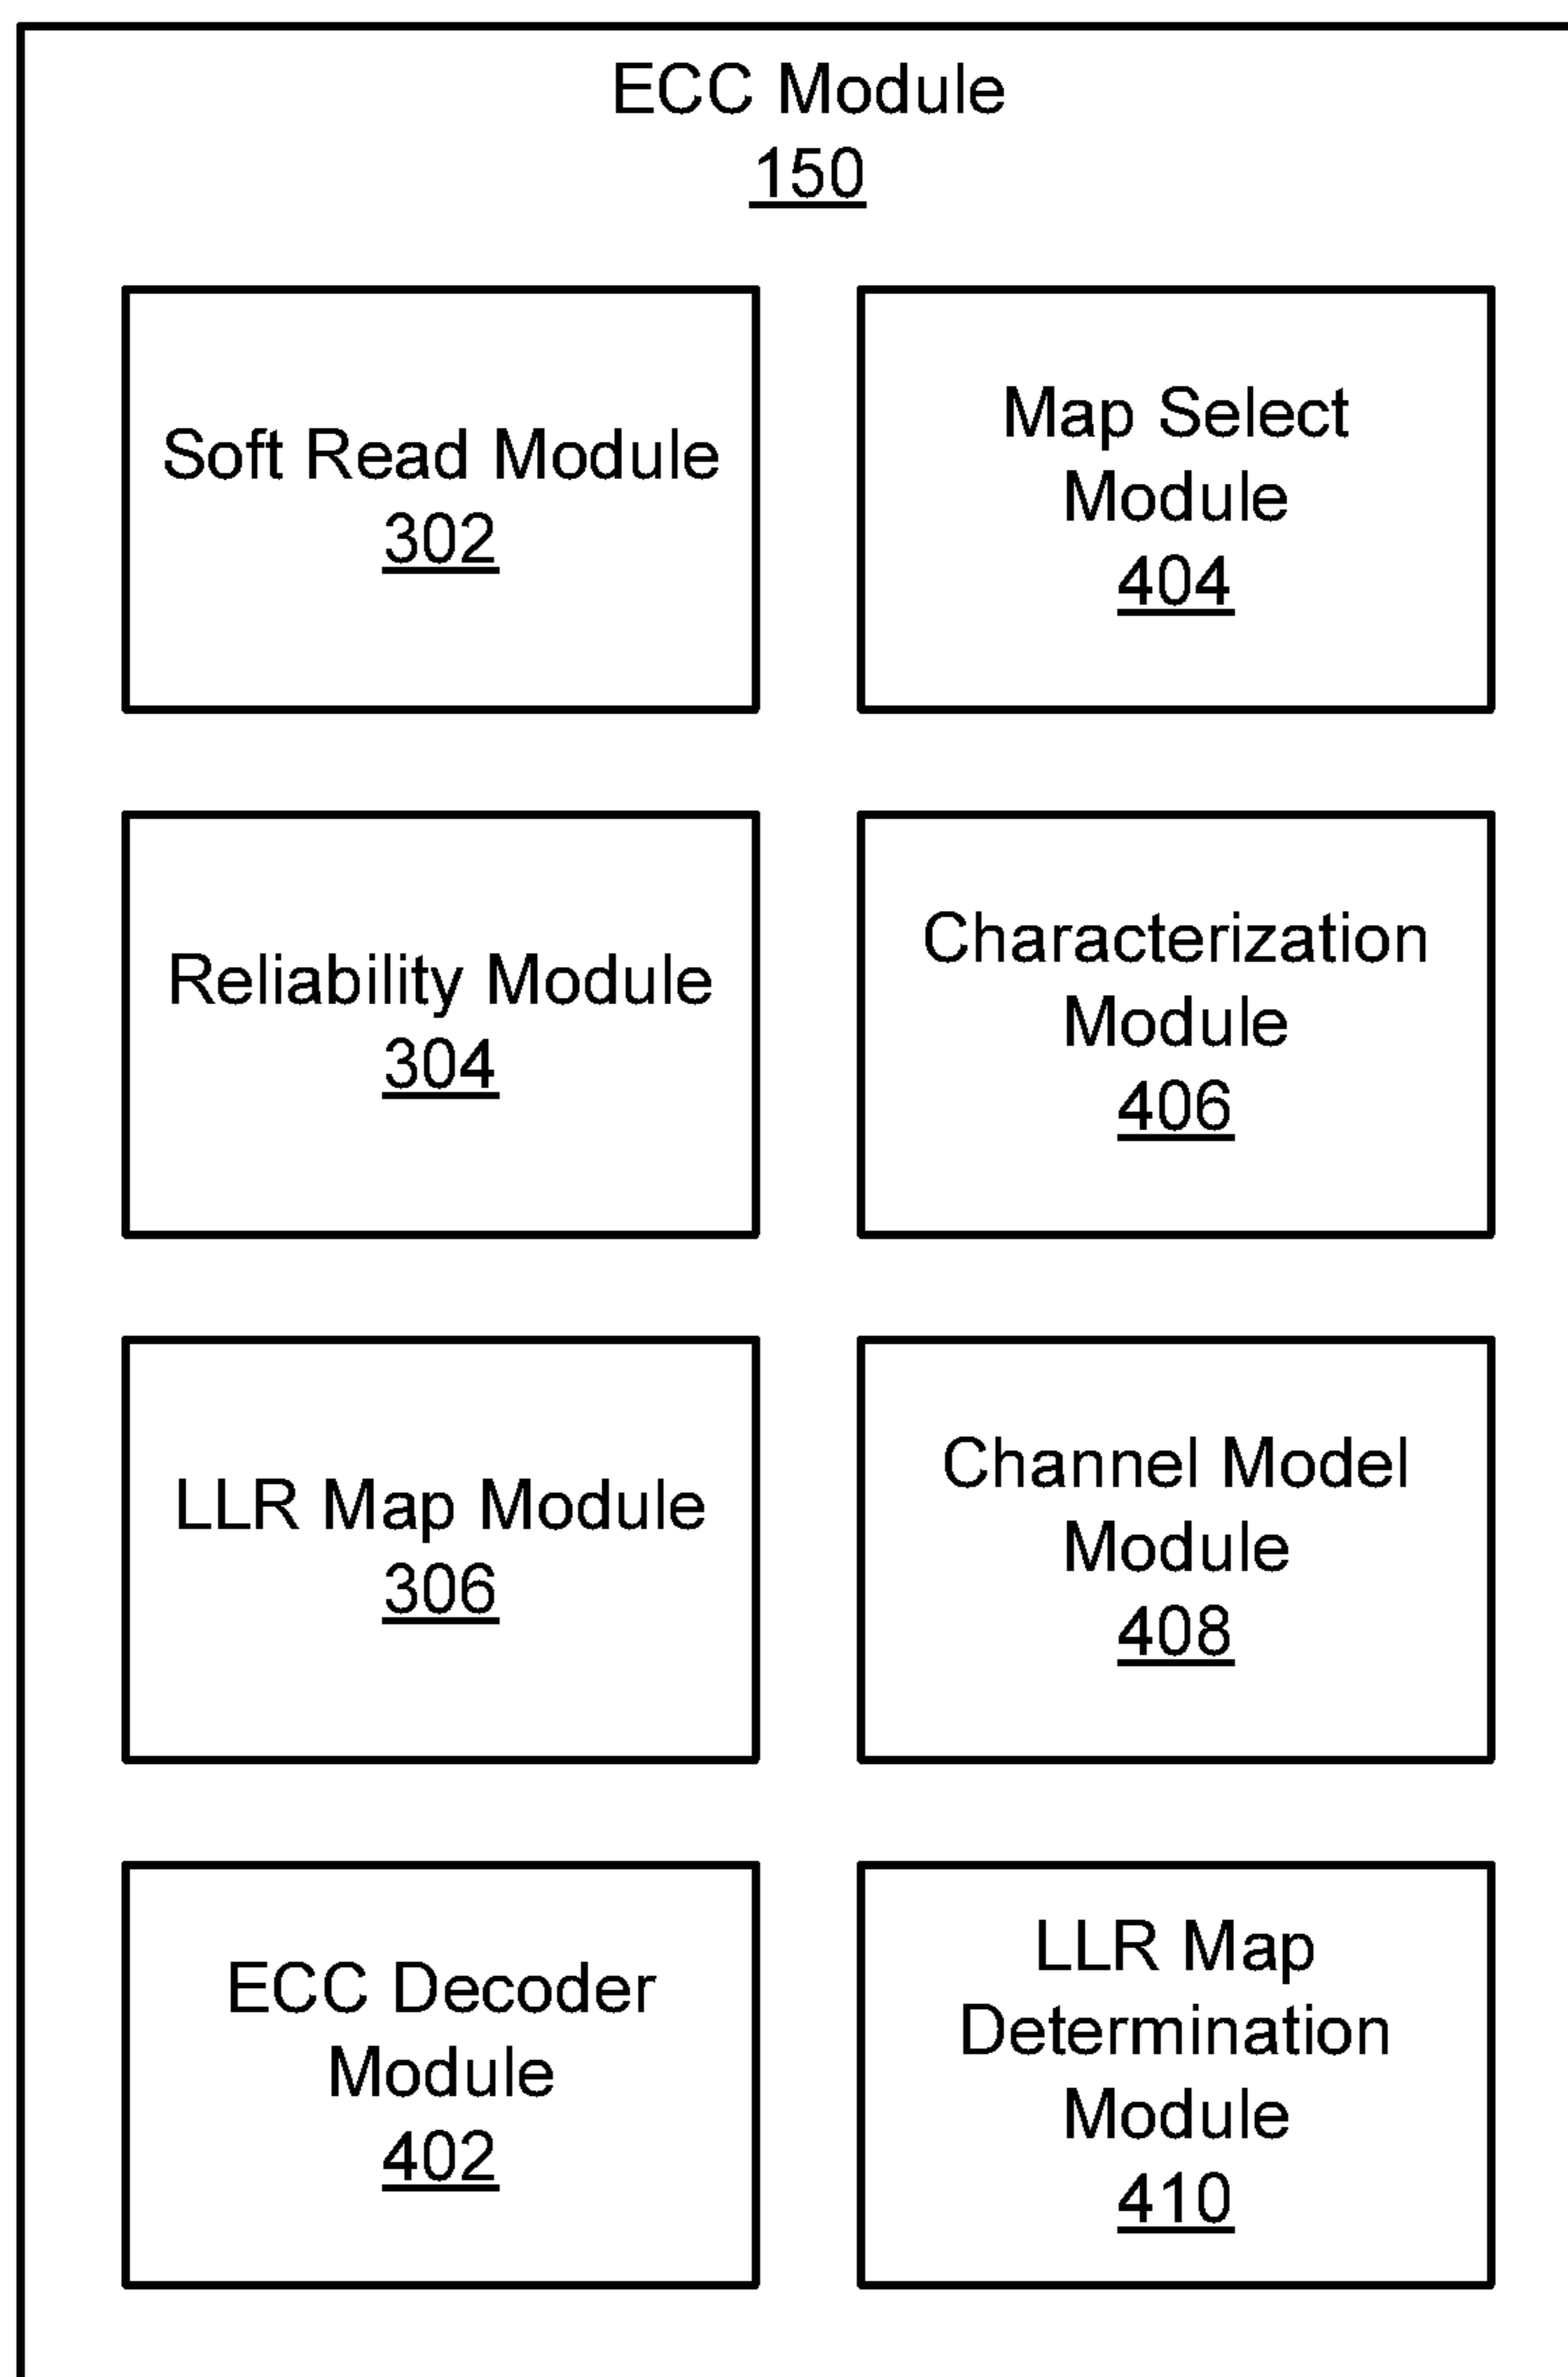 ECC Module
150
Soft Read Module
302
Map Select
Module
404
Reliability Module
304
Characterization
Module
406
LLR Map Module
306
Channel Model
Module
408
ECC Decoder
Module
402
LLR Map
Determination
Module
410